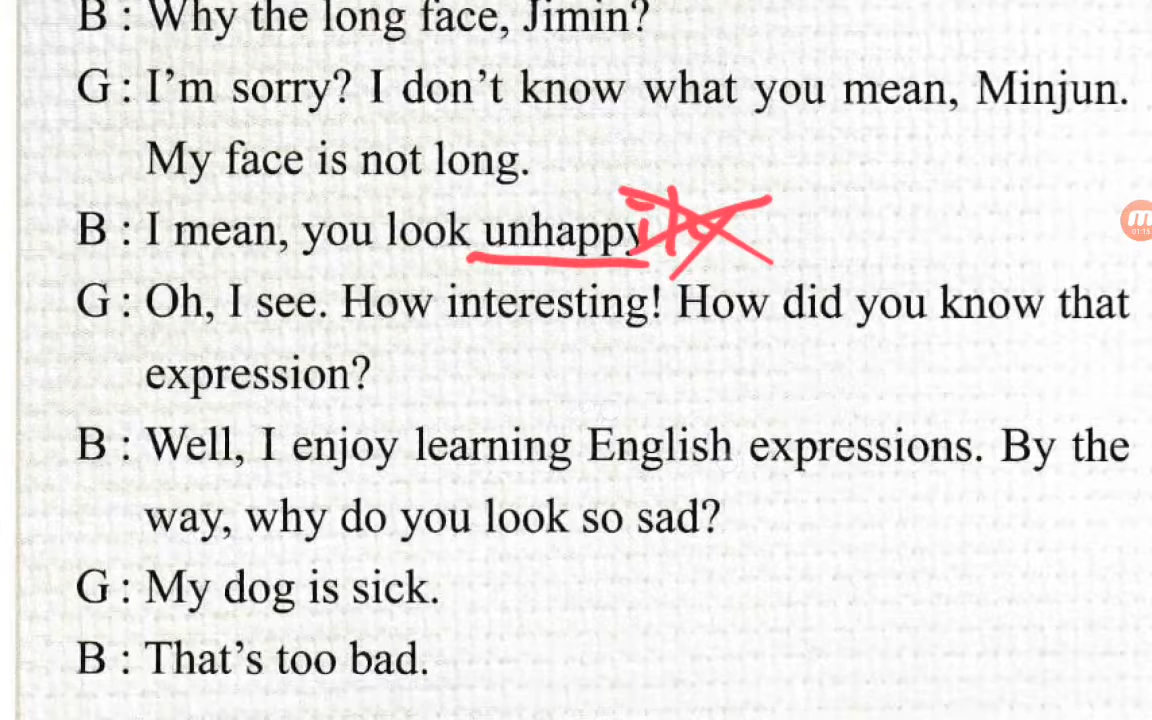 B : Why the long face, Jimin?
G : I'm sorry? I don't know what you mean, Minjun.
My face is not long.
B : I mean, you look unhappy
G : Oh, I see. How interesting! How did you know that
expression?
B : Well, I enjoy learning English expressions. By the
way, why do you look so sad?
G : My dog is sick.
B : That's too bad.